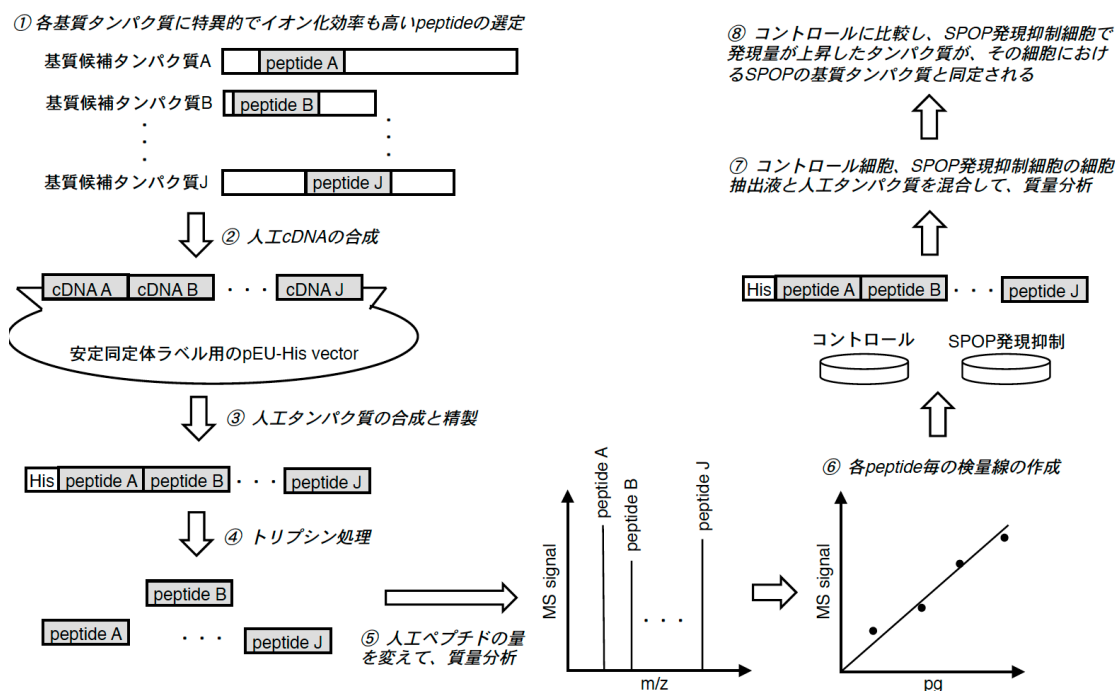 ① 各基質タンパク質に特異的でイオン化効率も高いpeptideの選定
基質候補タンパク質A
peptide A
基質候補タンパク質B
peptide B
基質候補タンパク質J
peptide J
② 人工cDNAの合成
cDNA A
cDNA B
cDNA J
安定同定体ラベル用のpEU-His vector
③ 人工タンパク質の合成と精製
His
peptide A
peptide B
peptide J
④ トリプシン処理
peptide B
peptide A
peptide J
⑤ 人工ペプチドの量
を変えて、質量分析
MS signal
peptide A
peptide B
peptide J
m/z
⑥ 各peptide毎の検量線の作成
MS signal
pg
コントロール
SPOP発現抑制
His
peptide A
peptide B
peptide J
⑦ コントロール細胞、SPOP発現抑制細胞の細胞
抽出液と人工タンパク質を混合して、質量分析
⑧ コントロールに比較し、SPOP発現抑制細胞で
発現量が上昇したタンパク質が、その細胞におけ
るSPOPの基質タンパク質と同定される